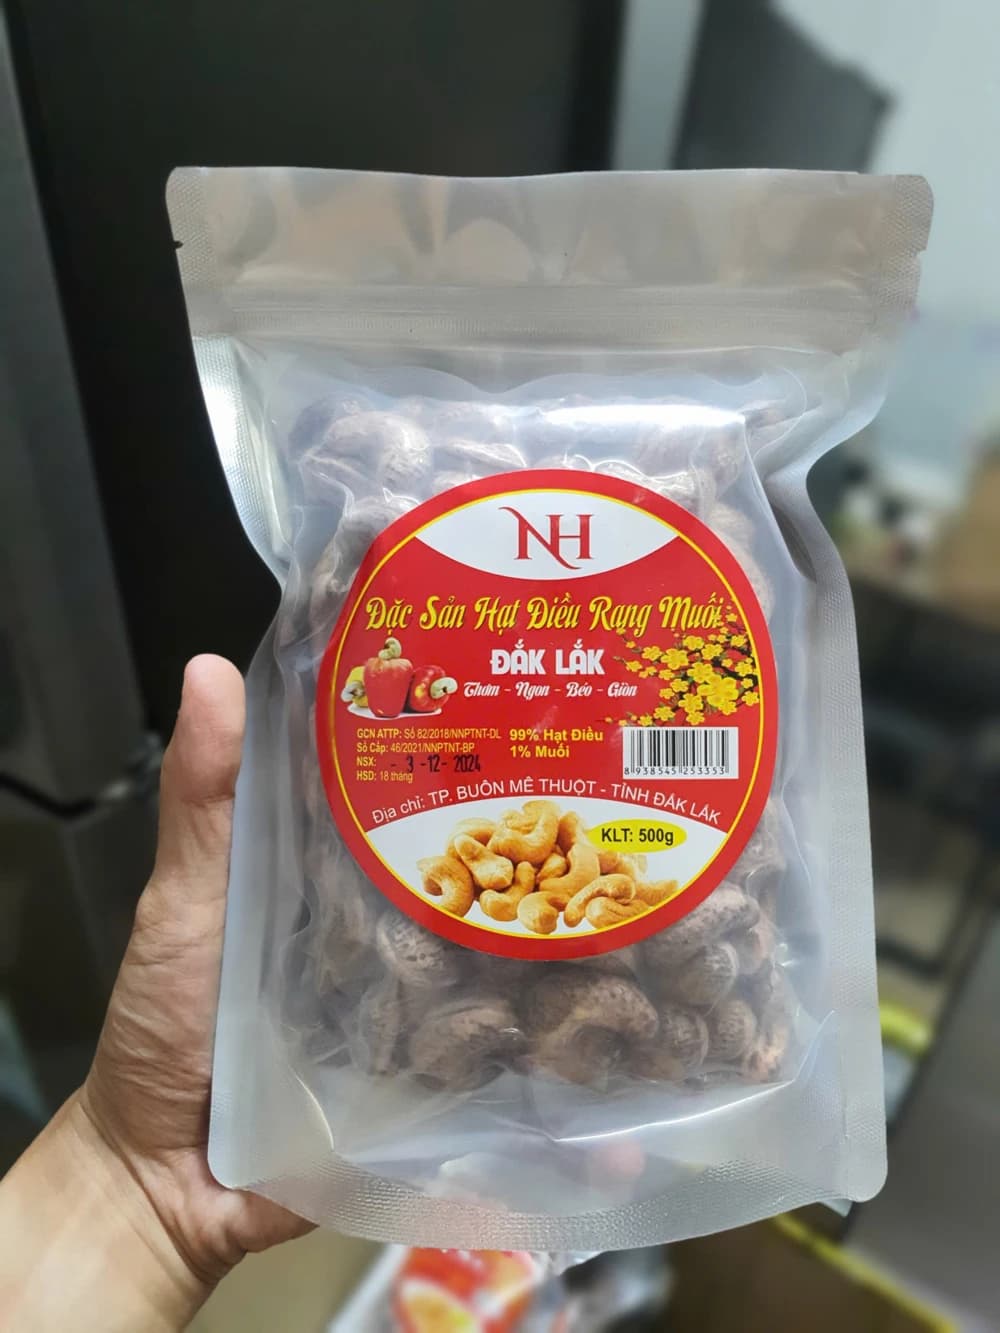 NH
Đặc Sản Hạt Điều Rang Muối
ĐẮK LẮK
Thơm - Ngon - Béo - Giòn
GCN ATTP: Số 82/2018/NNPTNT-DL
Số Cấp: 46/2021/NNPTNT-BP
NSX: - 3 -12- 2024
HSD: 18 tháng
99% Hạt Điều
1% Muối
8 938545 253353
Địa chỉ: TP. BUÔN MÊ THUỘT - TỈNH ĐẮK LẮK
KLT: 500g